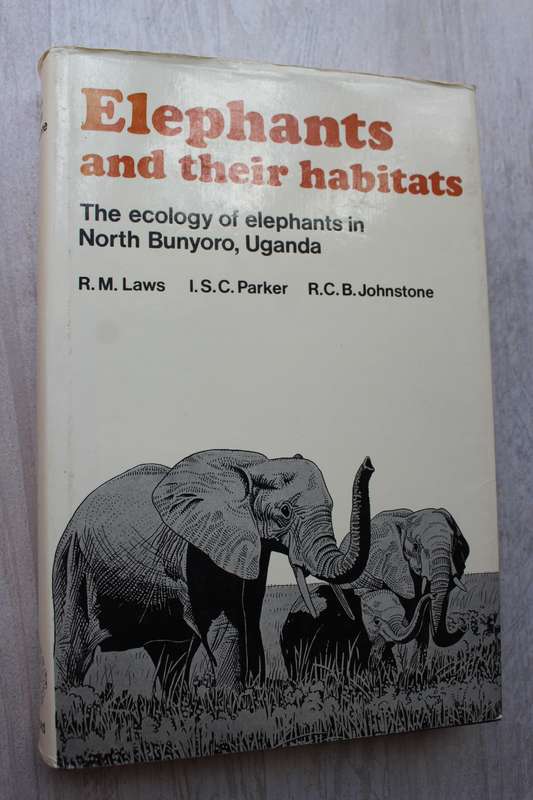 Elephants
and their habitats
The ecology of elephants in
North Bunyoro, Uganda
R. M. Laws I. S. C. Parker R. C. B. Johnstone